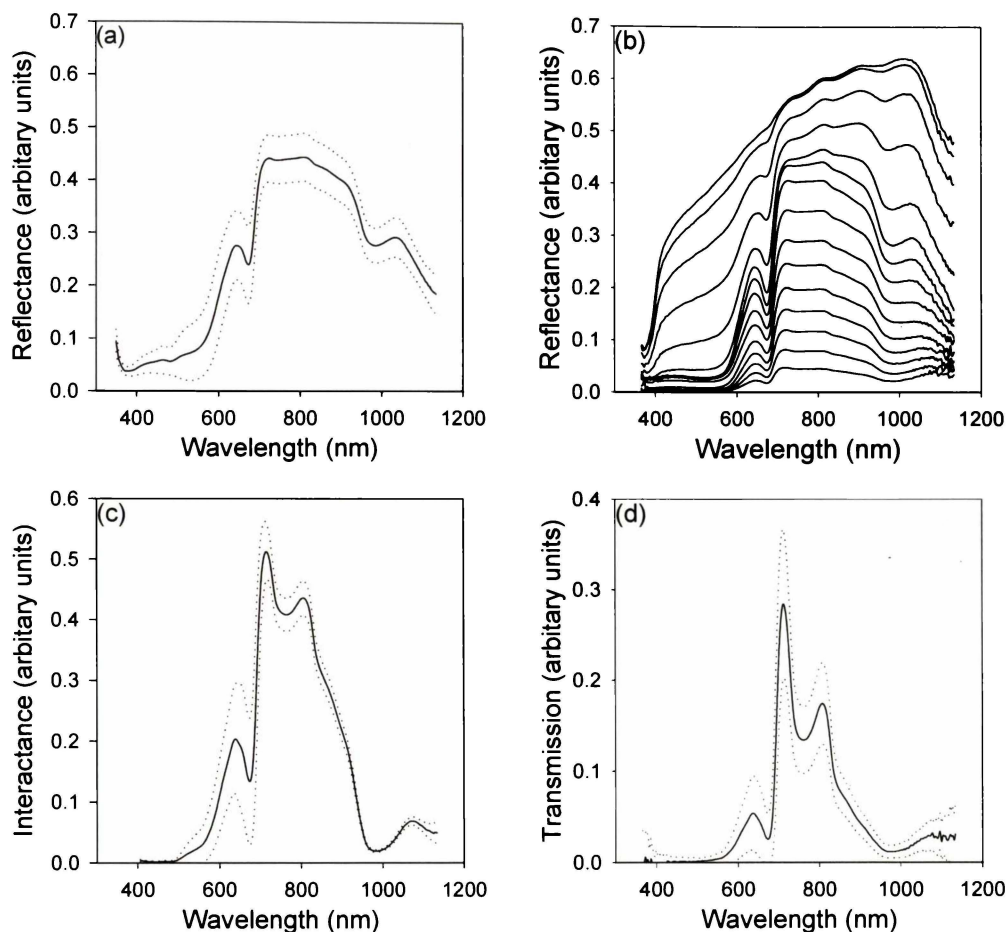 (a)
0.7
0.6
0.5
0.4
0.3
0.2
0.1
0.0
Reflectance (arbitary units)
400 600 800 1000 1200
Wavelength (nm)
(b)
0.7
0.6
0.5
0.4
0.3
0.2
0.1
0.0
Reflectance (arbitary units)
400 600 800 1000 1200
Wavelength (nm)
(c)
0.6
0.5
0.4
0.3
0.2
0.1
0.0
Interactance (arbitary units)
400 600 800 1000 1200
Wavelength (nm)
(d)
0.4
0.3
0.2
0.1
0.0
Transmission (arbitary units)
400 600 800 1000 1200
Wavelength (nm)